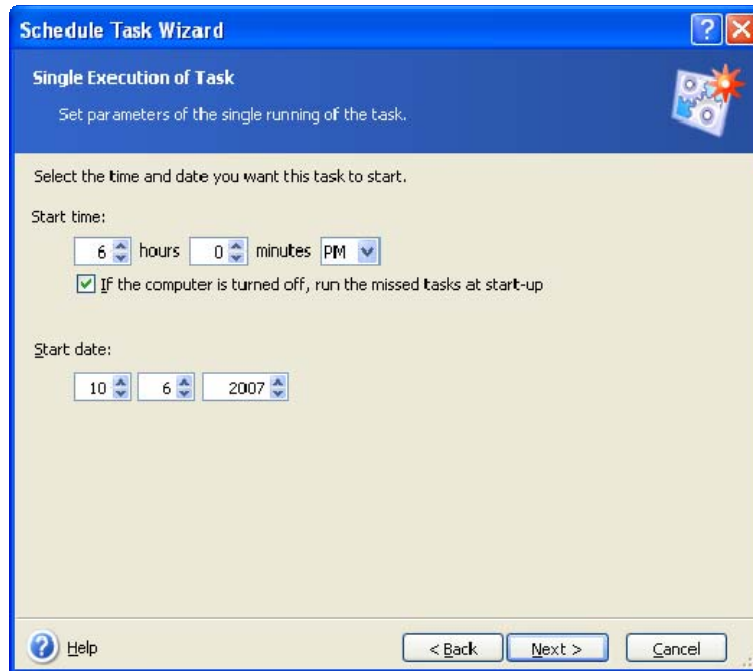 Schedule Task Wizard
Single Execution of Task
Set parameters of the single running of the task.
Select the time and date you want this task to start.
Start time:
6 hours 0 minutes PM
If the computer is turned off, run the missed tasks at start-up
Start date:
10 6 2007
? Help < Back Next > Cancel